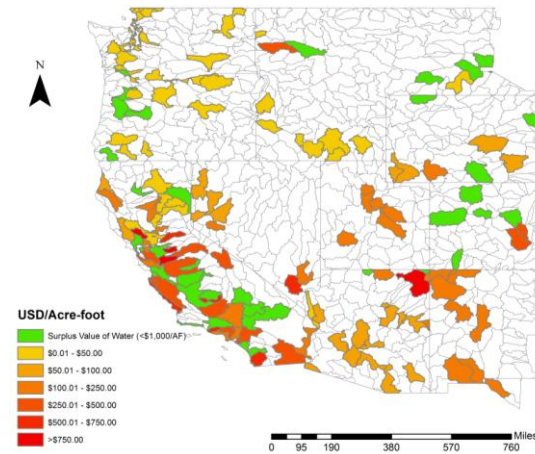 N
USD/Acre-foot
Surplus Value of Water (<$1,000/AF)
$0.01 - $50.00
$50.01 - $100.00
$100.01 - $250.00
$250.01 - $500.00
$500.01 - $750.00
>$750.00
Miles
0 95 190 380 570 760